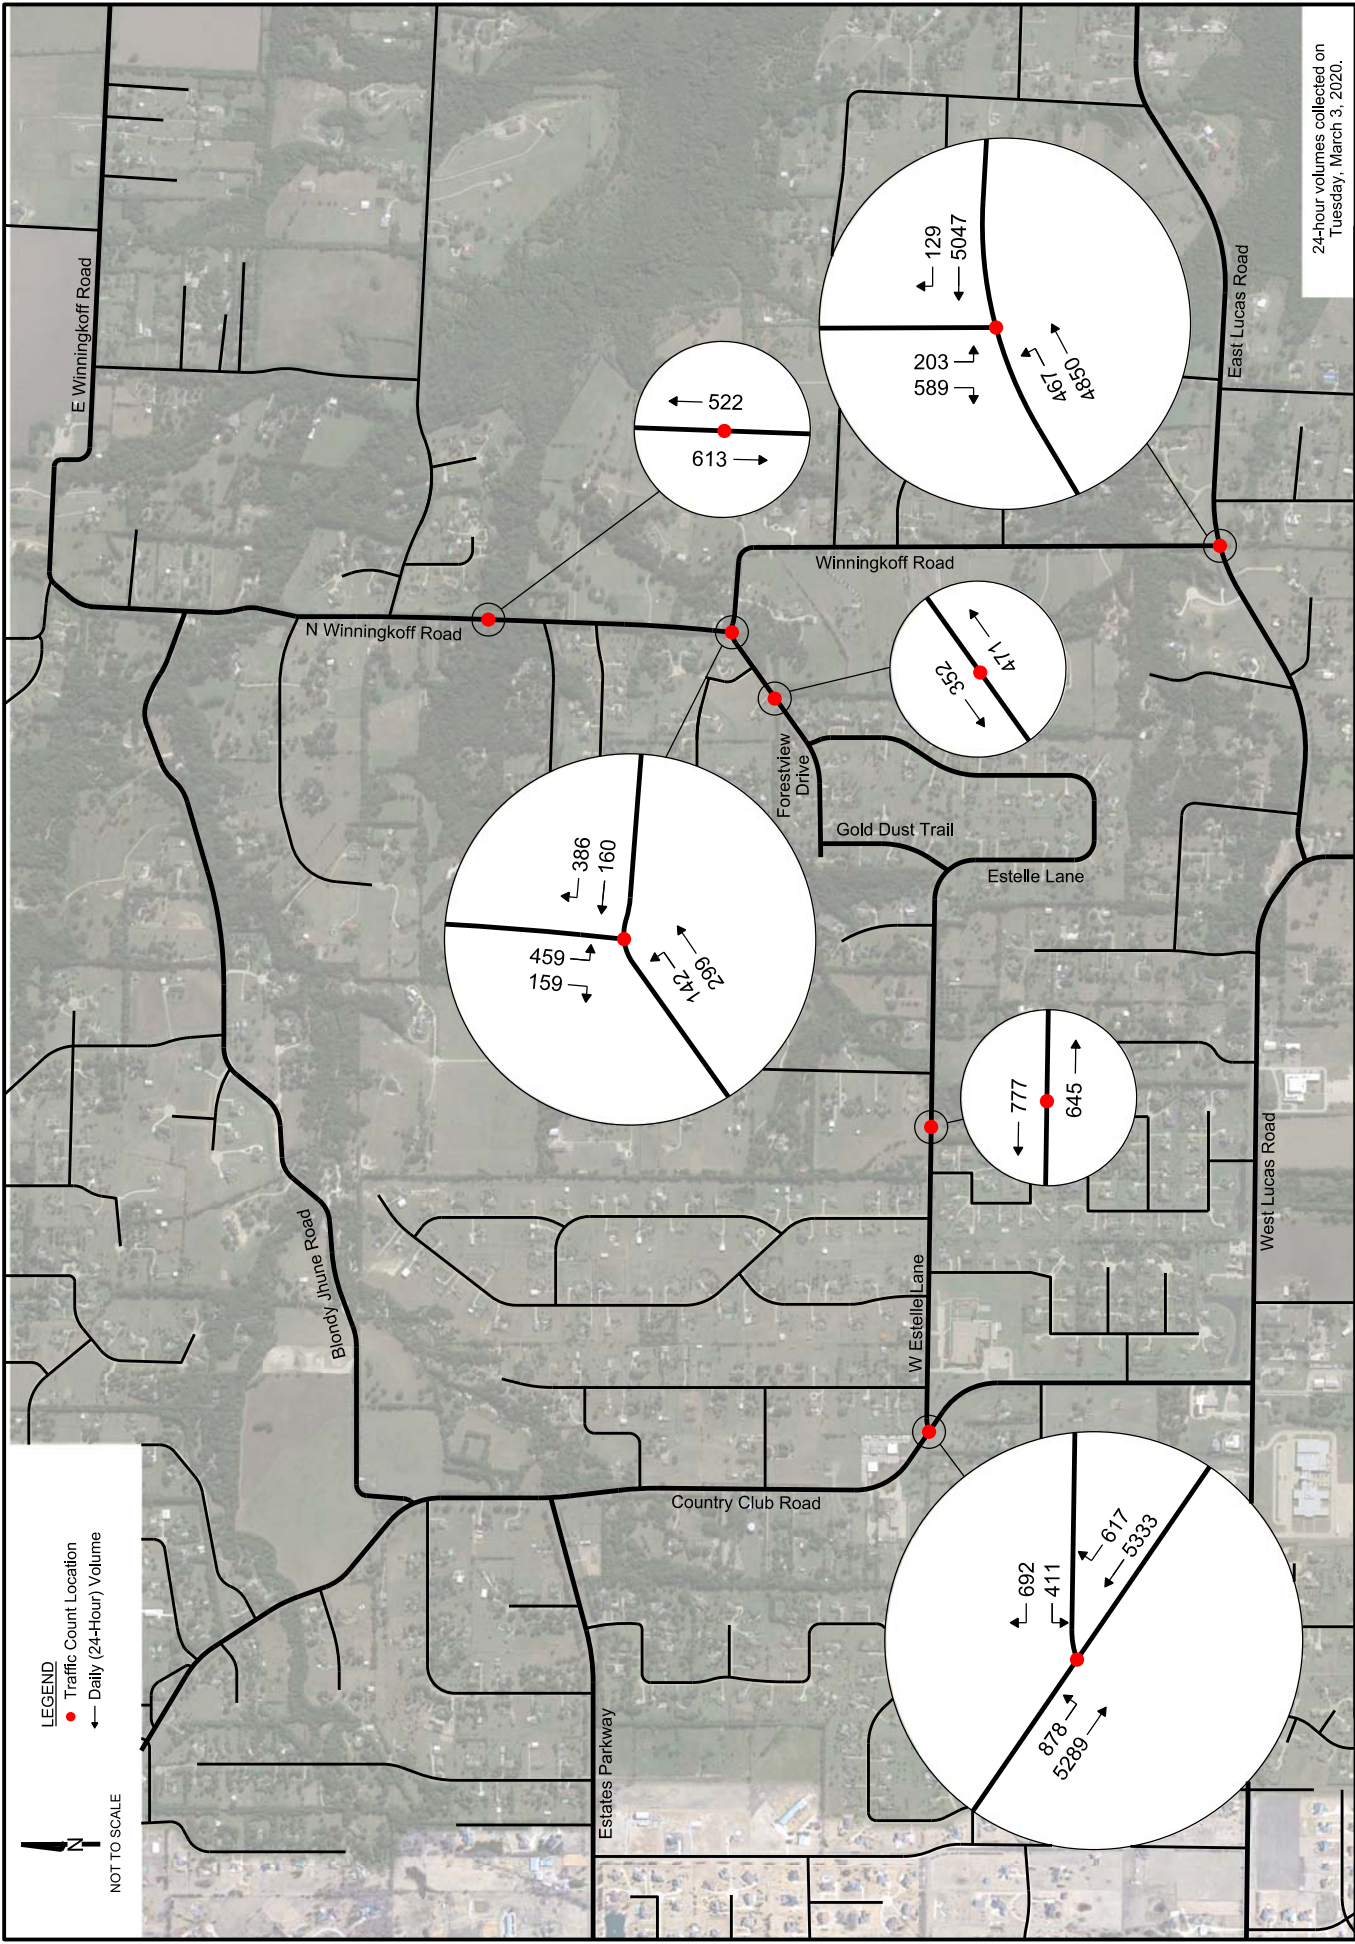 LEGEND
Traffic Count Location
Daily (24-Hour) Volume
N
NOT TO SCALE
24-hour volumes collected on
Tuesday, March 3, 2020.
E Winningkoff Road
N Winningkoff Road
Winningkoff Road
East Lucas Road
West Lucas Road
Forestview
Drive
Gold Dust Trail
Estelle Lane
W Estelle Lane
Blondy Jhune Road
Country Club Road
Estates Parkway
522
613
129
5047
203
589
467
4850
352
471
386
160
459
159
142
299
777
645
692
411
617
5333
878
5289